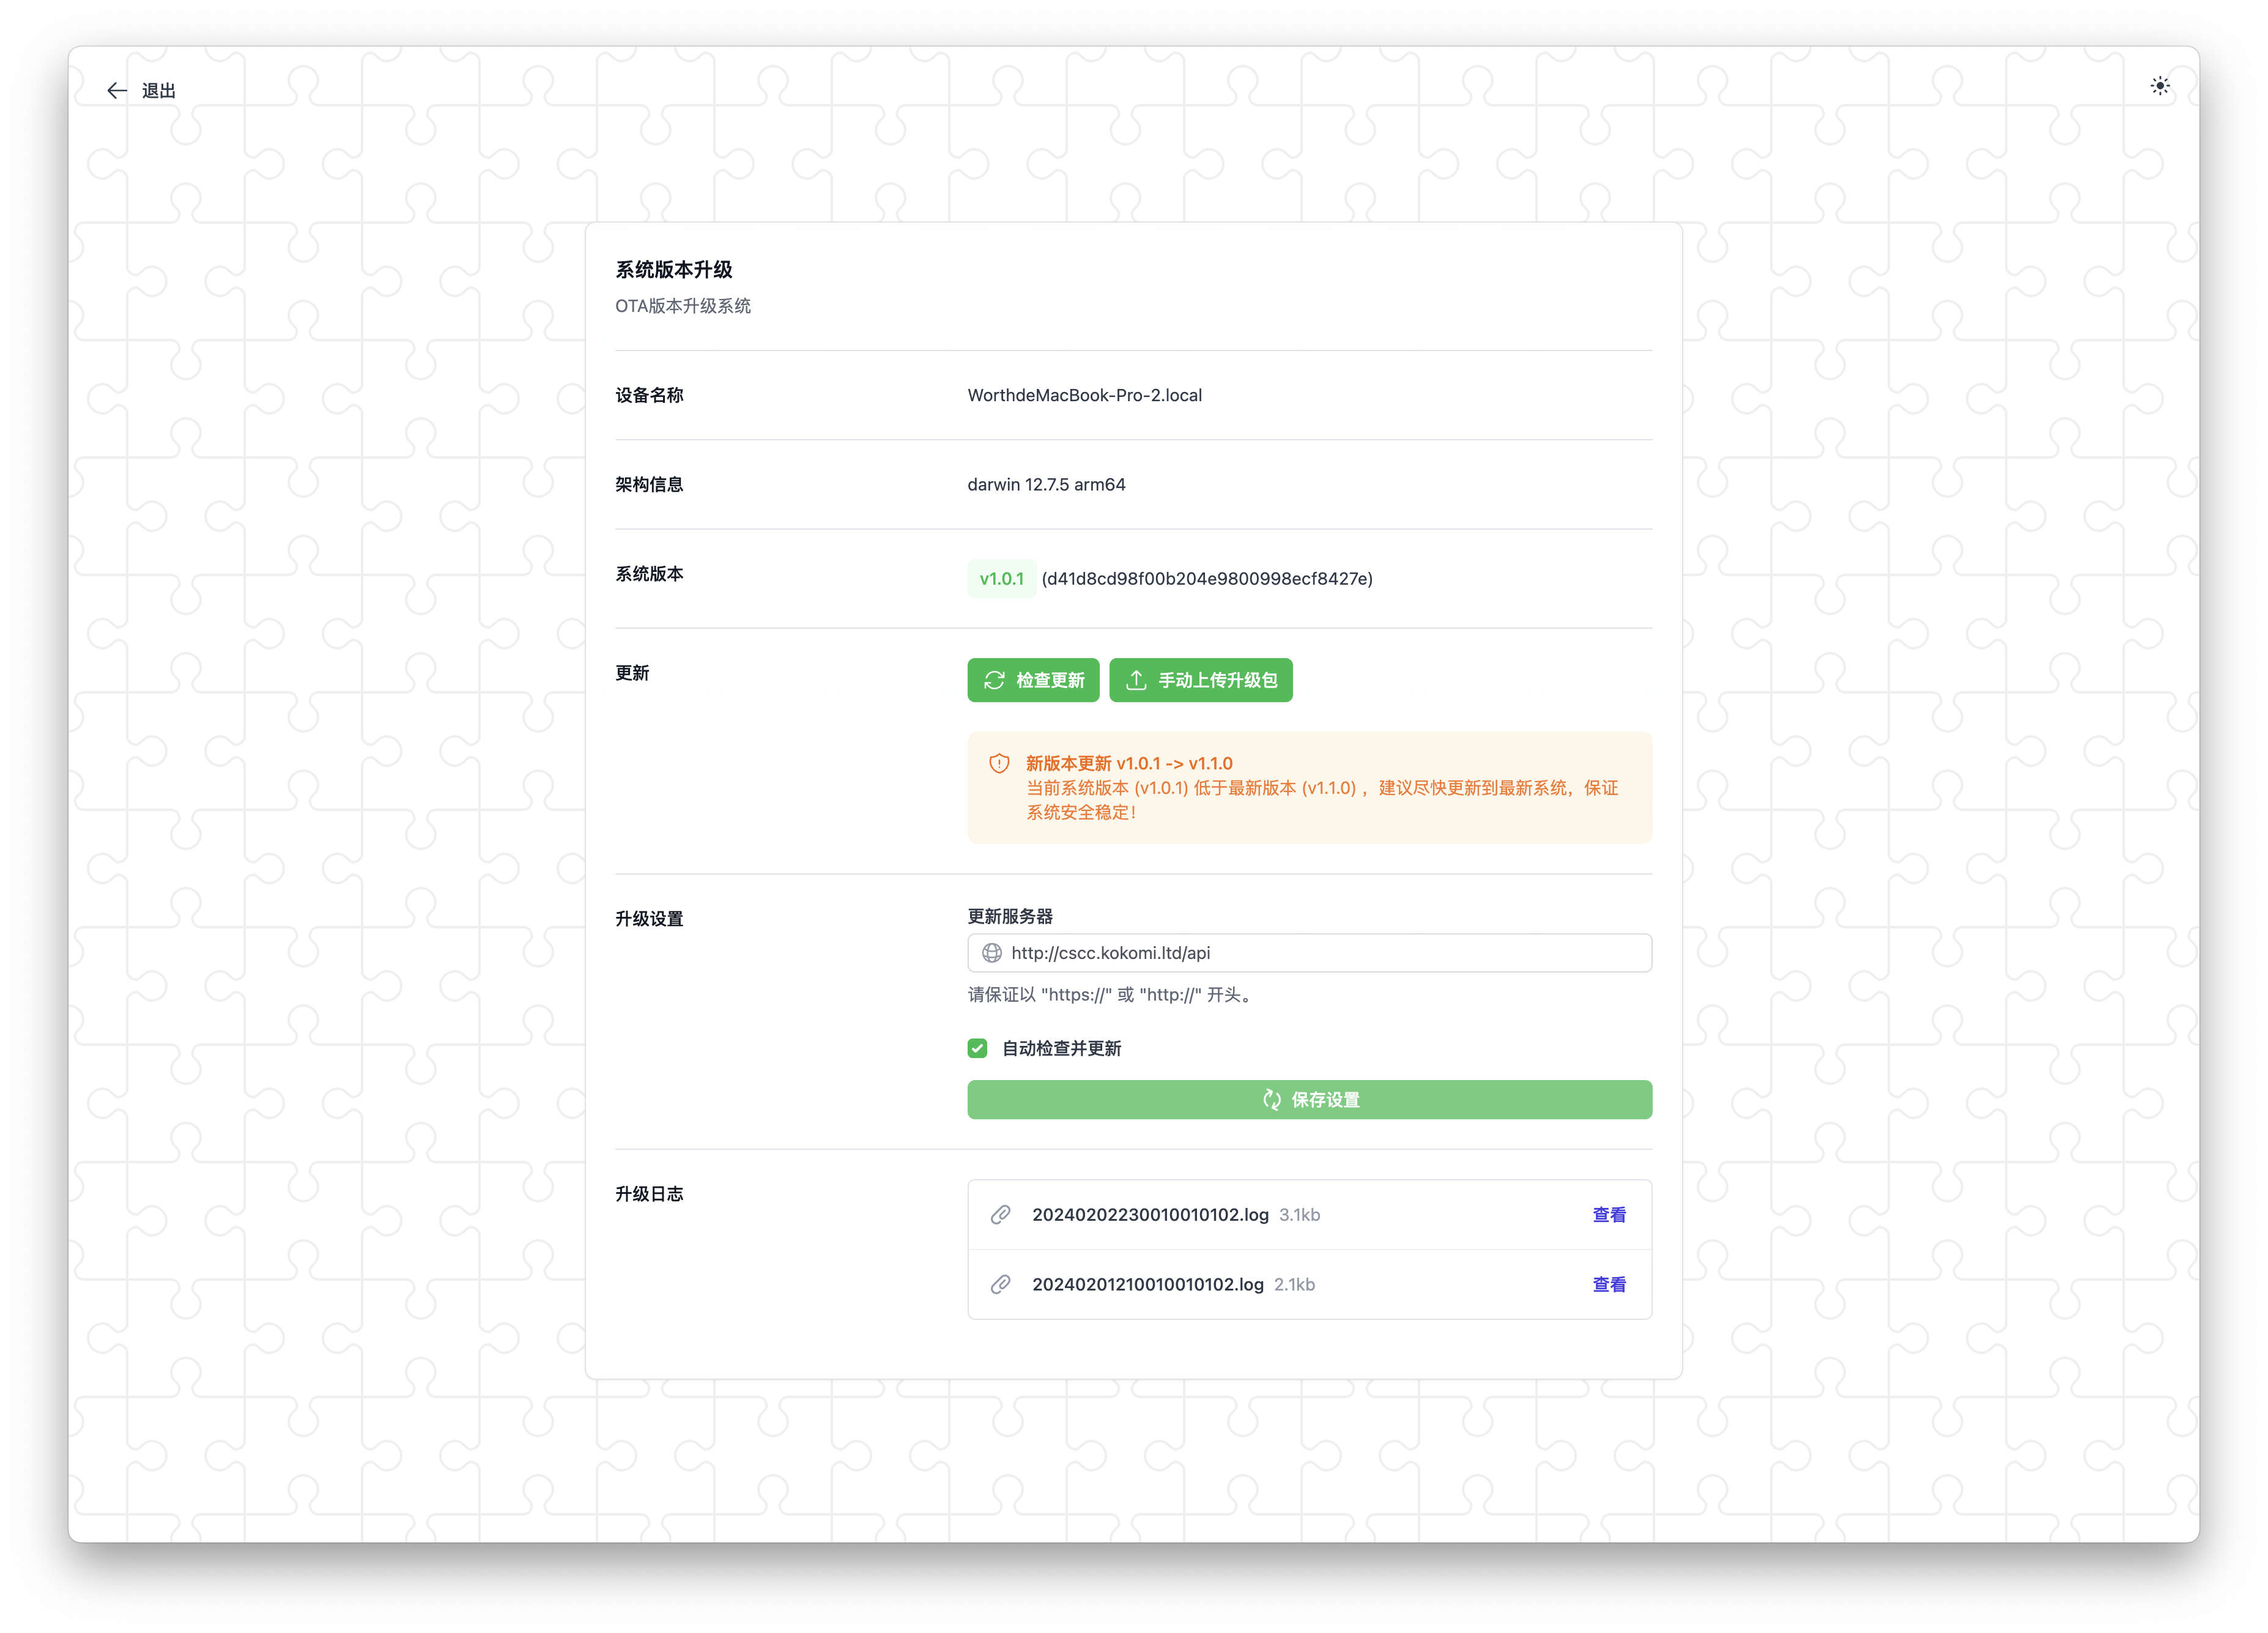 退出
系统版本升级
OTA版本升级系统
设备名称
WorthdeMacBook-Pro-2.local
架构信息
darwin 12.7.5 arm64
系统版本
v1.0.1 (d41d8cd98f00b204e9800998ecf8427e)
更新
检查更新 手动上传升级包
新版本更新 v1.0.1 -> v1.1.0
当前系统版本 (v1.0.1) 低于最新版本 (v1.1.0) ，建议尽快更新到最新系统，保证
系统安全稳定！
升级设置
更新服务器
http://cscc.kokomi.ltd/api
请保证以 "https://" 或 "http://" 开头。
自动检查并更新
保存设置
升级日志
20240202230010010102.log 3.1kb 查看
20240201210010010102.log 2.1kb 查看